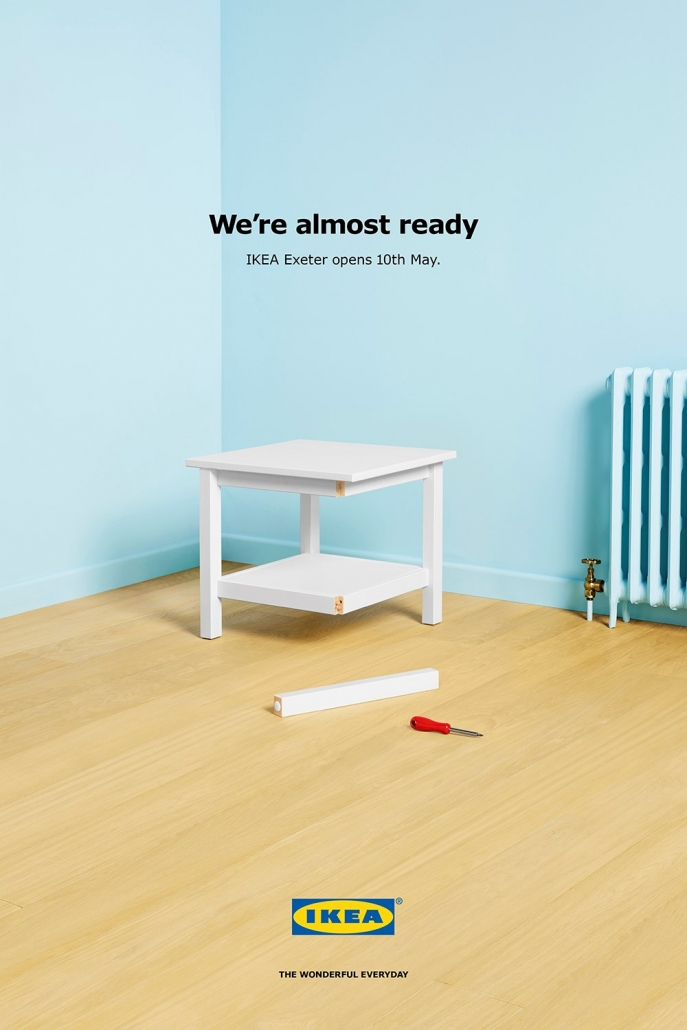 We’re almost ready
IKEA Exeter opens 10th May.
IKEA®
THE WONDERFUL EVERYDAY